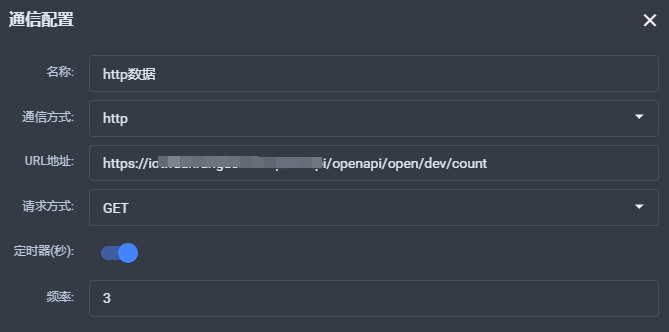 通信配置
名称: http数据
通信方式: http
URL地址: https://io i/openapi/open/dev/count
请求方式: GET
定时器(秒):
频率: 3